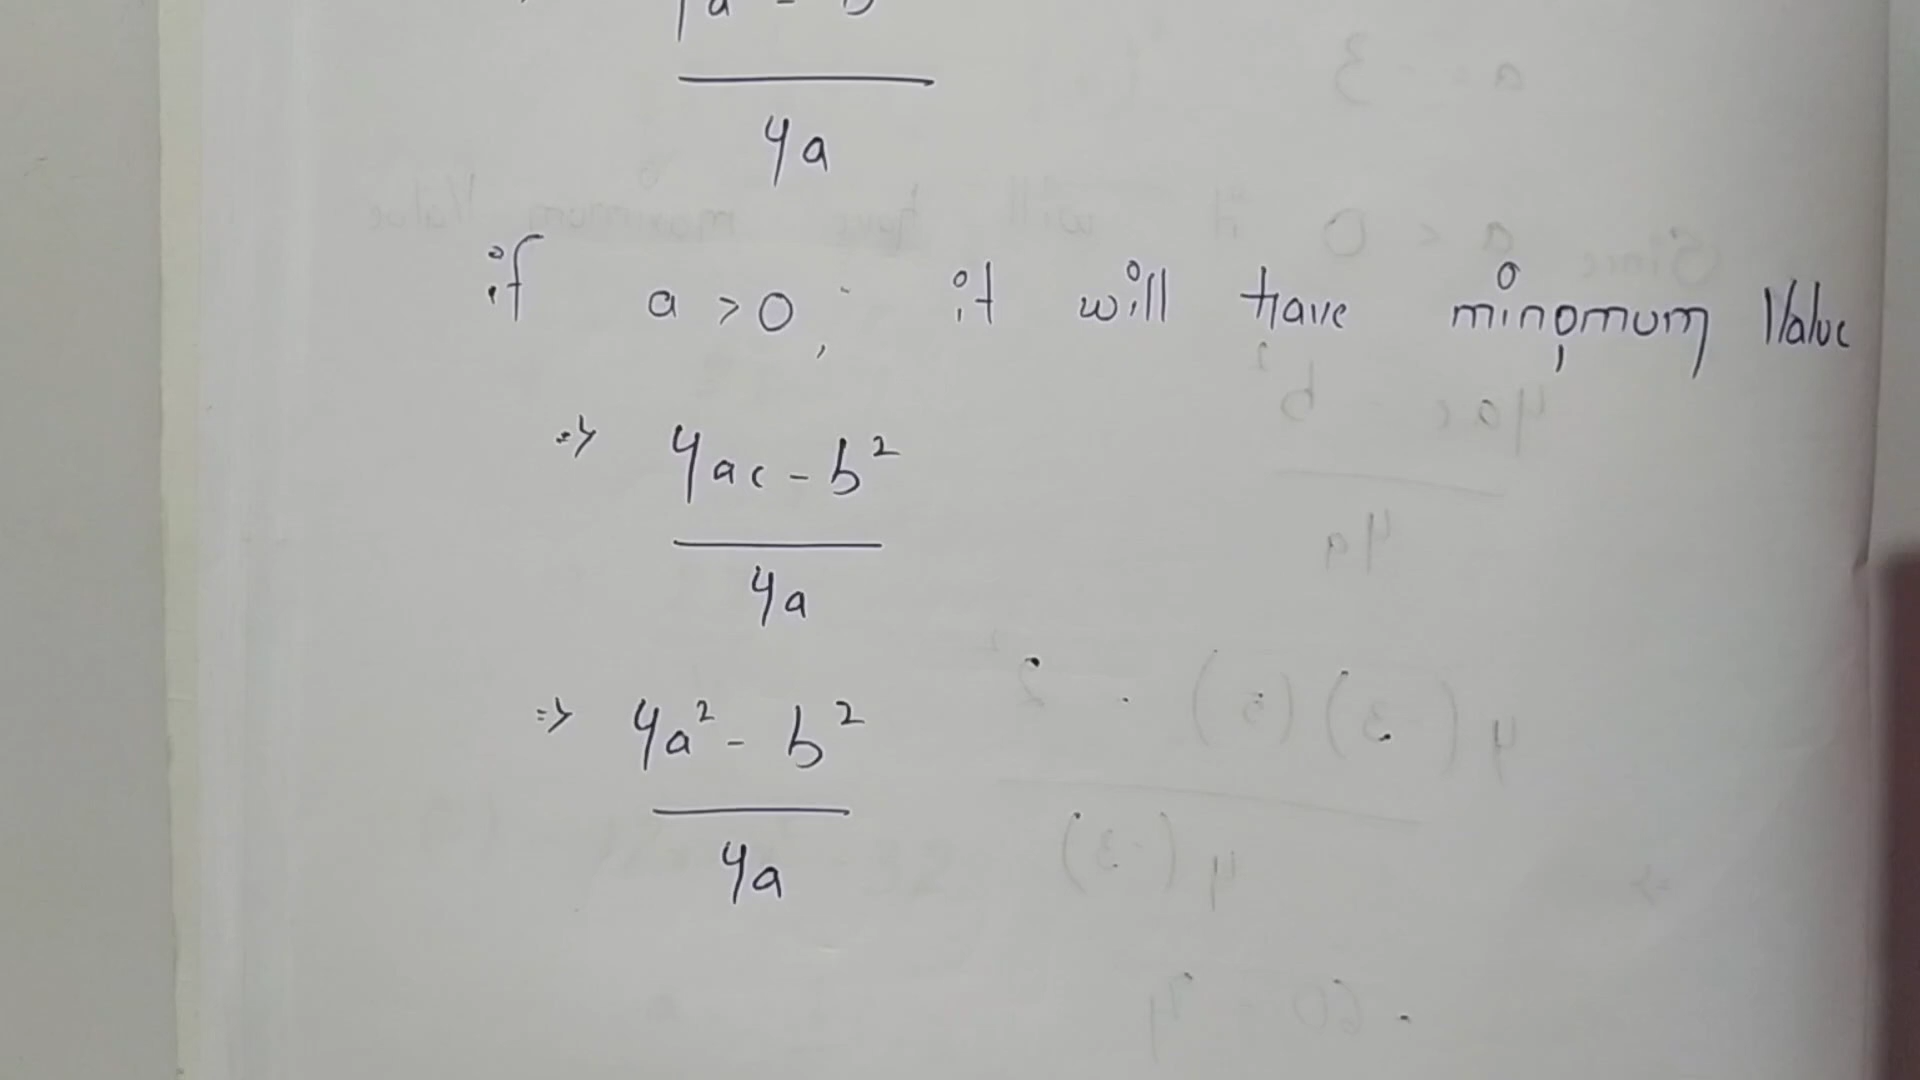 4a
if a > 0, it will have minimum Value
=> 4ac - b²
4a
=> 4a² - b²
4a